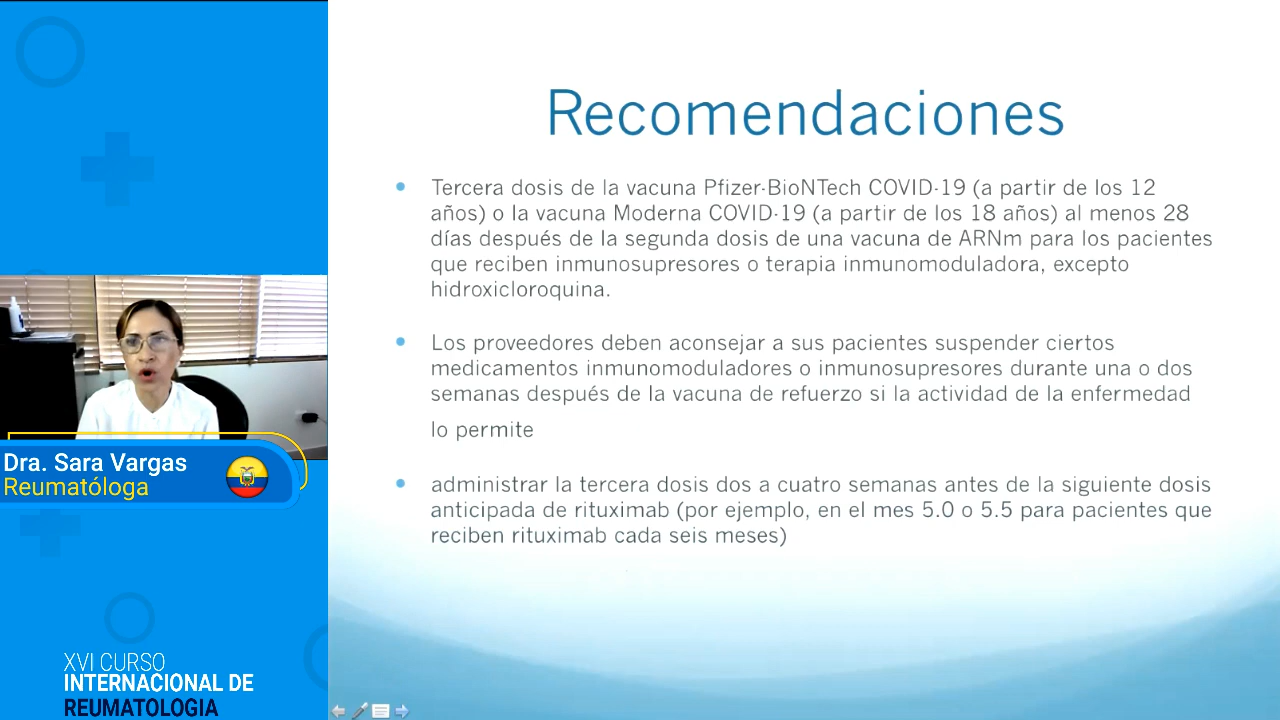 Recomendaciones
Tercera dosis de la vacuna Pfizer-BioNTech COVID-19 (a partir de los 12
años) o la vacuna Moderna COVID-19 (a partir de los 18 años) al menos 28
días después de la segunda dosis de una vacuna de ARNm para los pacientes
que reciben inmunosupresores o terapia inmunomoduladora, excepto
hidroxicloroquina.
Los proveedores deben aconsejar a sus pacientes suspender ciertos
medicamentos inmunomoduladores o inmunosupresores durante una o dos
semanas después de la vacuna de refuerzo si la actividad de la enfermedad
lo permite
administrar la tercera dosis dos a cuatro semanas antes de la siguiente dosis
anticipada de rituximab (por ejemplo, en el mes 5.0 o 5.5 para pacientes que
reciben rituximab cada seis meses)
Dra. Sara Vargas
Reumatóloga
XVI CURSO
INTERNACIONAL DE
REUMATOLOGIA